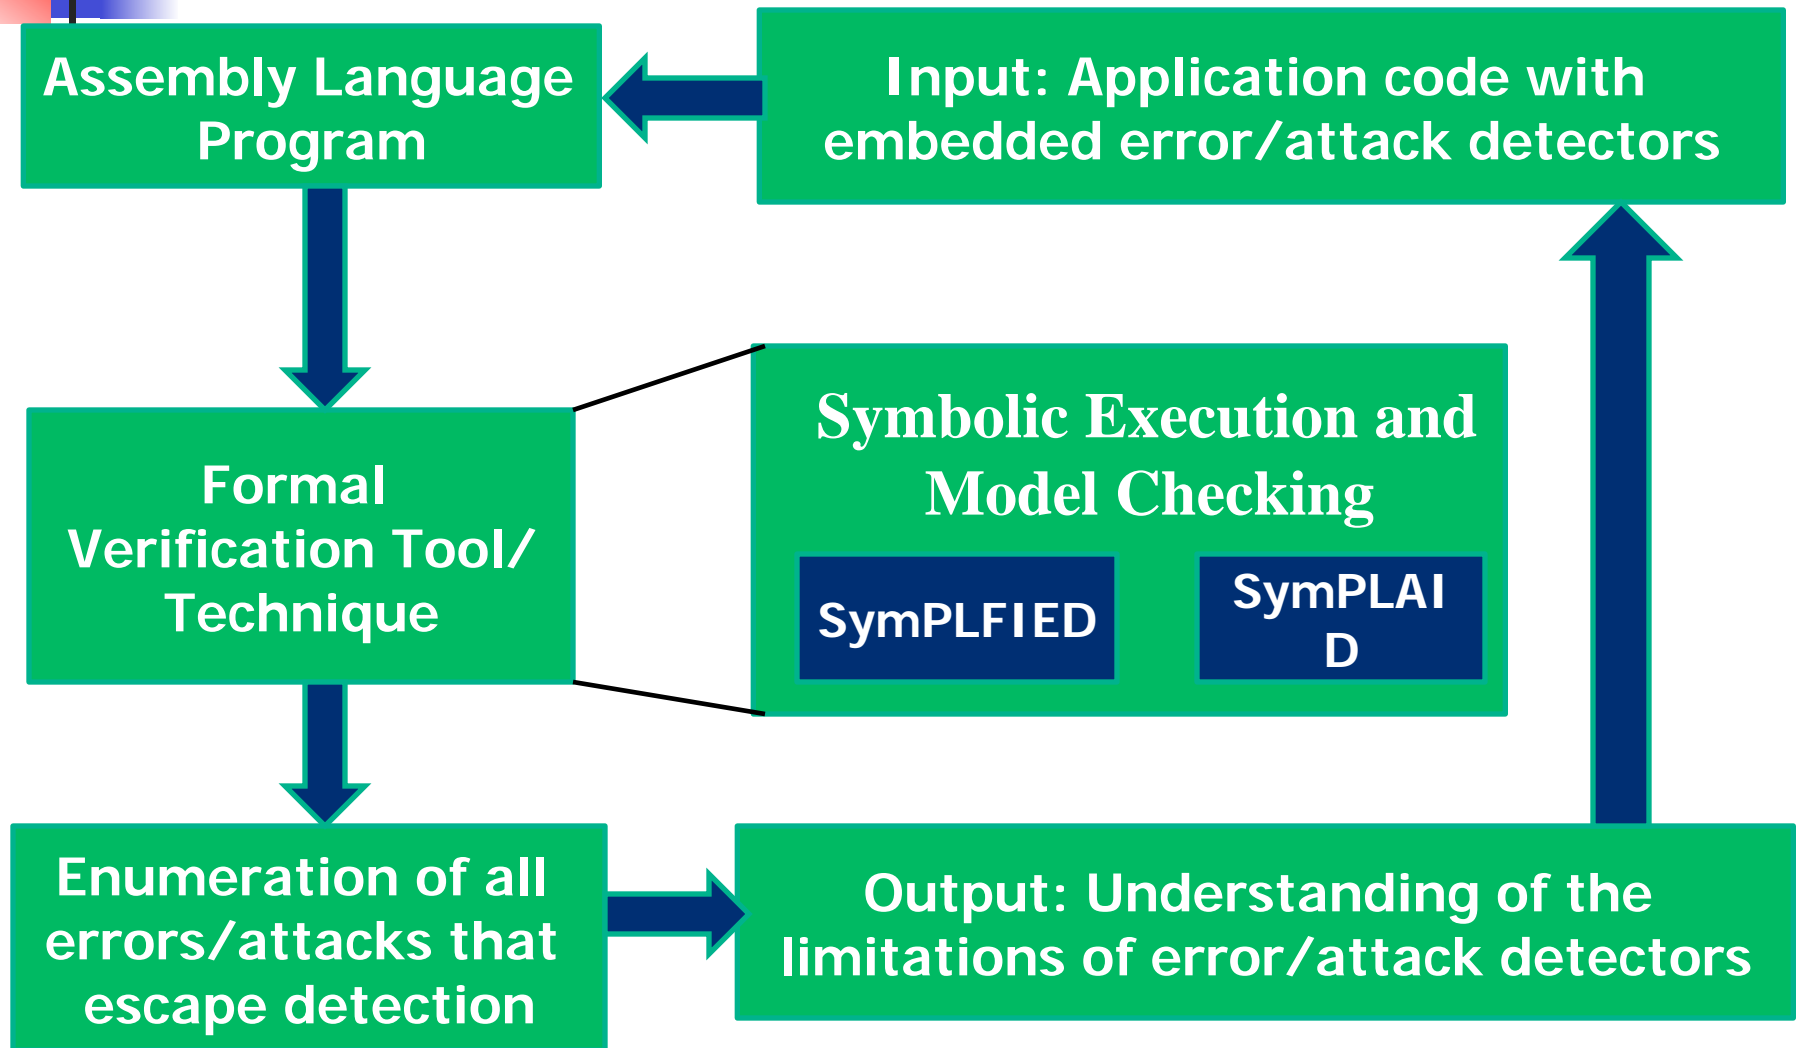 Assembly Language
Program
Input: Application code with
embedded error/attack detectors
Formal
Verification Tool/
Technique
Symbolic Execution and
Model Checking
SymPLFIED
SymPLAI
D
Enumeration of all
errors/attacks that
escape detection
Output: Understanding of the
limitations of error/attack detectors